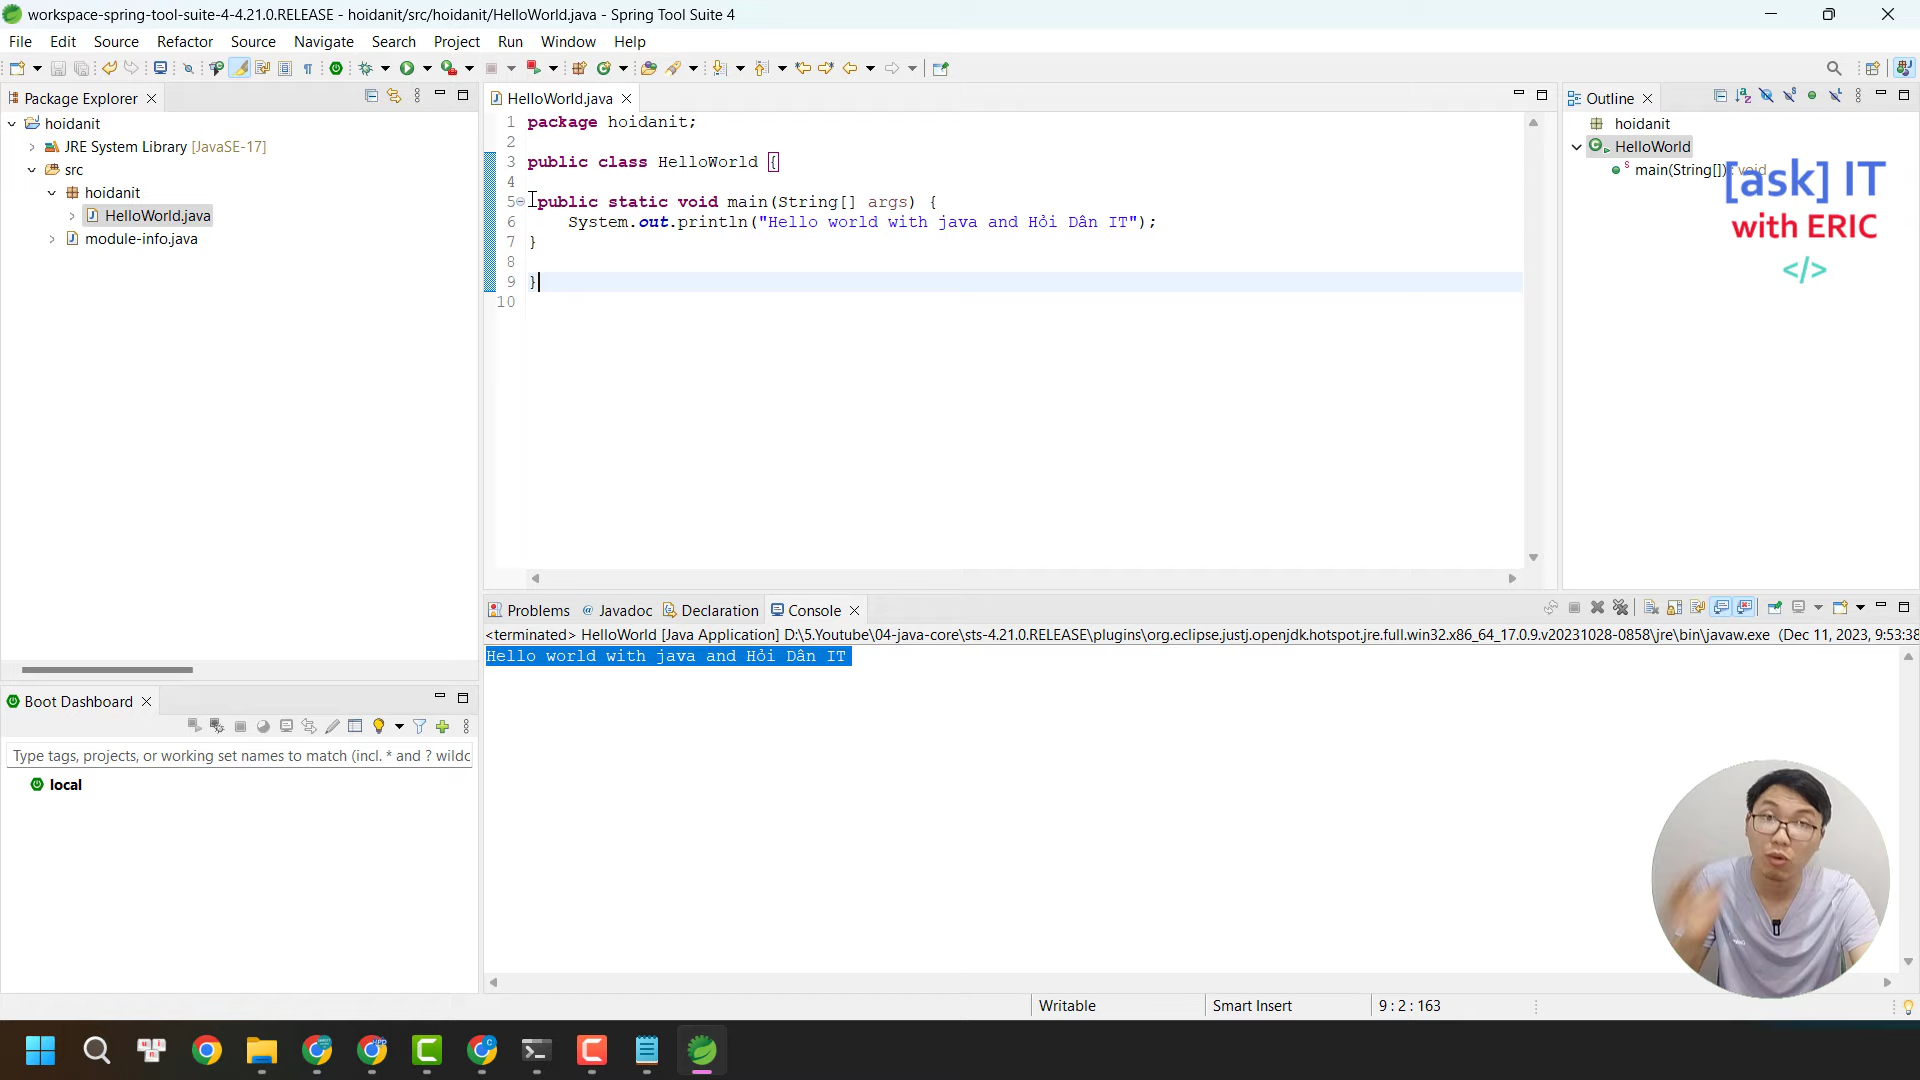 workspace-spring-tool-suite-4-4.21.0.RELEASE - hoidanit/src/hoidanit/HelloWorld.java - Spring Tool Suite 4
File Edit Source Refactor Source Navigate Search Project Run Window Help
Package Explorer
hoidanit
JRE System Library [JavaSE-17]
src
hoidanit
HelloWorld.java
module-info.java
HelloWorld.java
1 package hoidanit;
2
3 public class HelloWorld {
4
5 public static void main(String[] args) {
6 System.out.println("Hello world with java and Hỏi Dân IT");
7 }
8
9 }
10
Outline
hoidanit
HelloWorld
main(String[]) : void
[ask] IT
with ERIC
</>
Problems Javadoc Declaration Console
<terminated> HelloWorld [Java Application] D:\5.Youtube\04-java-core\sts-4.21.0.RELEASE\plugins\org.eclipse.justj.openjdk.hotspot.jre.full.win32.x86_64_17.0.9.v20231028-0858\jre\bin\javaw.exe (Dec 11, 2023, 9:53:38
Hello world with java and Hỏi Dân IT
Boot Dashboard
Type tags, projects, or working set names to match (incl. * and ? wildc
local
Writable Smart Insert 9 : 2 : 163